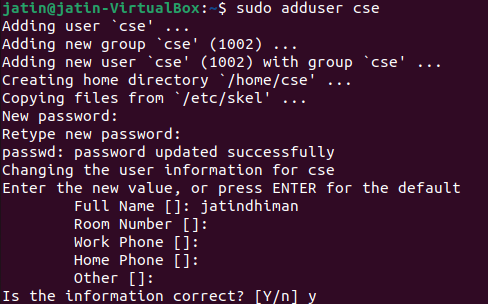 jatin@jatin-VirtualBox:~$ sudo adduser cse
Adding user `cse' ...
Adding new group `cse' (1002) ...
Adding new user `cse' (1002) with group `cse' ...
Creating home directory `/home/cse' ...
Copying files from `/etc/skel' ...
New password:
Retype new password:
passwd: password updated successfully
Changing the user information for cse
Enter the new value, or press ENTER for the default
        Full Name []: jatindhiman
        Room Number []:
        Work Phone []:
        Home Phone []:
        Other []:
Is the information correct? [Y/n] y